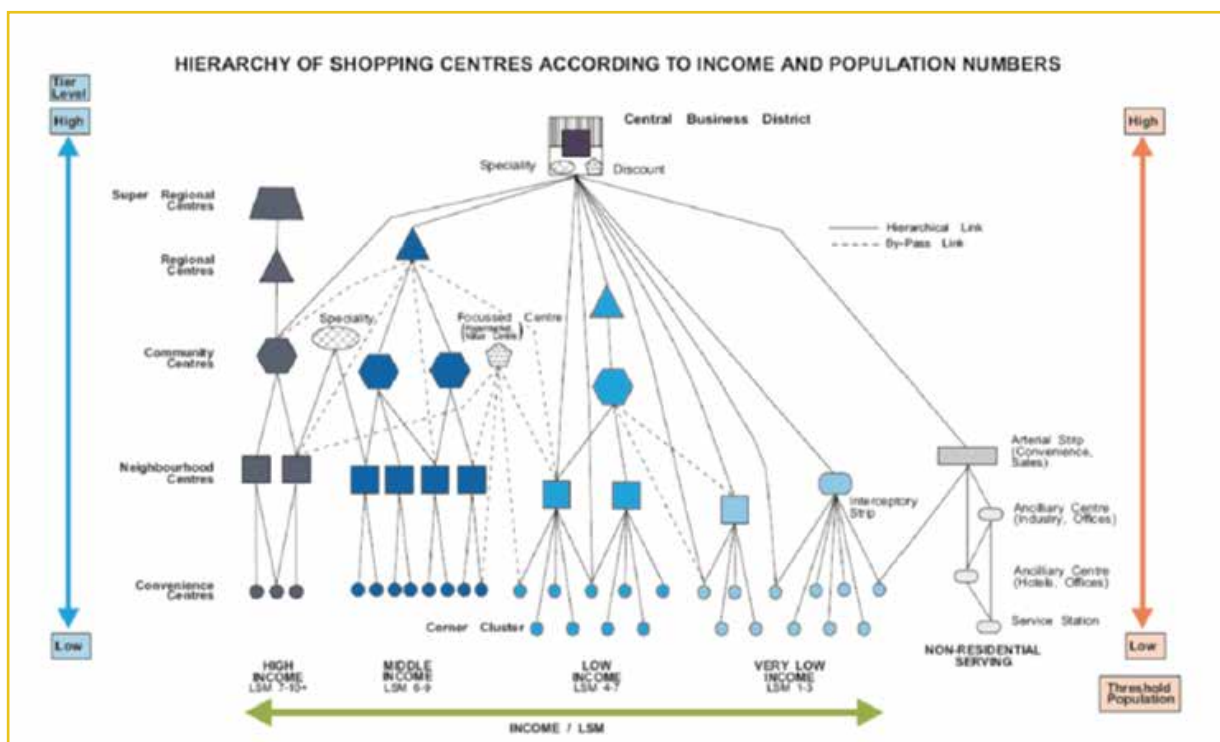 HIERARCHY OF SHOPPING CENTRES ACCORDING TO INCOME AND POPULATION NUMBERS
Tier
Level
High
High
Central Business District
Speciality
Discount
Super Regional
Centres
Hierarchical Link
By-Pass Link
Regional
Centres
Speciality
Focussed Centre
Community
Centres
Neighbourhood
Centres
Arterial Strip
(Convenience,
Sales)
Interceptory
Strip
Ancilliary Centre
(Industry, Offices)
Convenience
Centres
Ancilliary Centre
(Hotels, Offices)
Corner Cluster
Service Station
Low
Low
HIGH
INCOME
LSM 7-10+
MIDDLE
INCOME
LSM 6-9
LOW
INCOME
LSM 4-7
VERY LOW
INCOME
LSM 1-3
NON-RESIDENTIAL
SERVING
Threshold
Population
INCOME / LSM